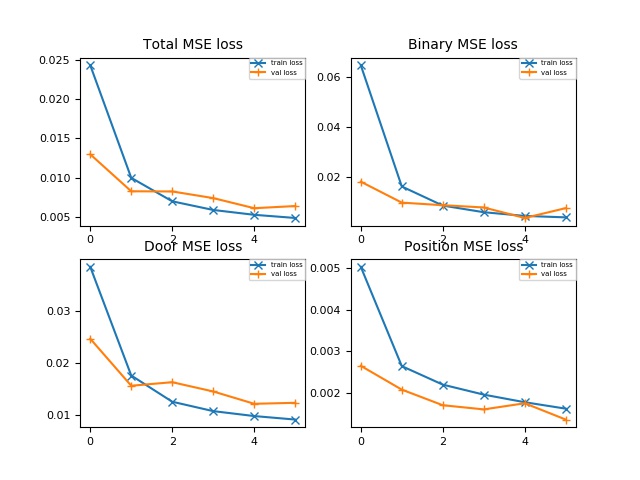 Total MSE loss
0.025
0.020
0.015
0.010
0.005
0 2 4
train loss
val loss
Binary MSE loss
0.06
0.04
0.02
0 2 4
train loss
val loss
Door MSE loss
0.03
0.02
0.01
0 2 4
train loss
val loss
Position MSE loss
0.005
0.004
0.003
0.002
0 2 4
train loss
val loss